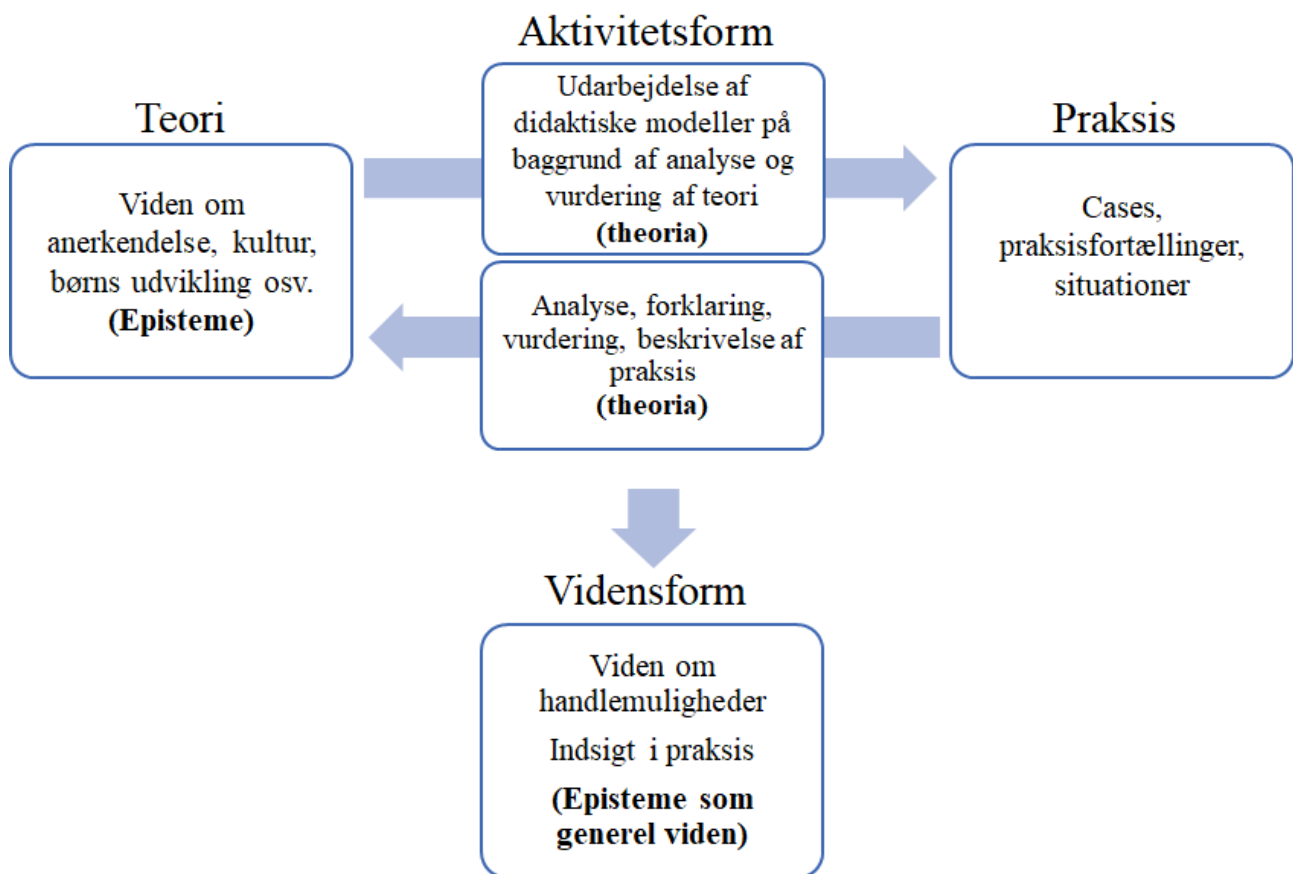 Aktivitetsform
Udarbejdelse af
didaktiske modeller på
baggrund af analyse og
vurdering af teori
(theoria)
Teori
Viden om
anerkendelse, kultur,
børns udvikling osv.
(Episteme)
Praksis
Cases,
praksisfortællinger,
situationer
Analyse, forklaring,
vurdering, beskrivelse af
praksis
(theoria)
Vidensform
Viden om
handlemuligheder
Indsigt i praksis
(Episteme som
generel viden)